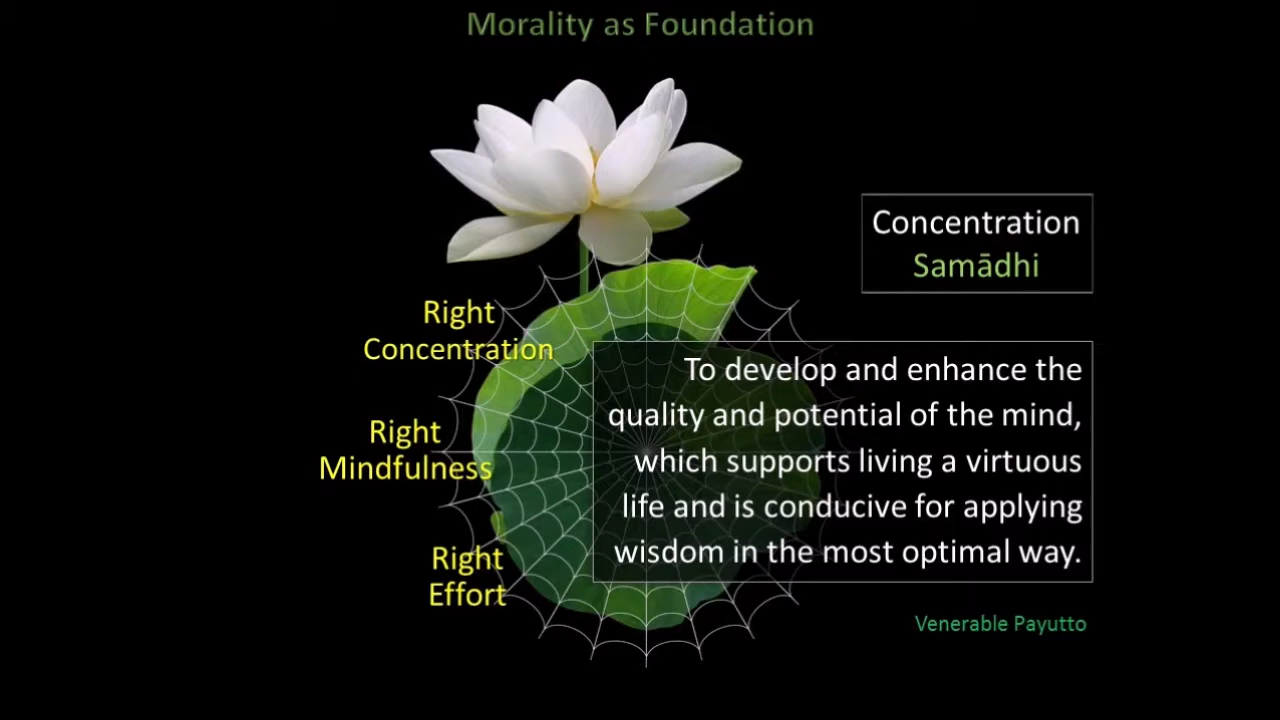 Morality as Foundation
Concentration
Samādhi
Right
Concentration
Right
Mindfulness
Right
Effort
To develop and enhance the
quality and potential of the mind,
which supports living a virtuous
life and is conducive for applying
wisdom in the most optimal way.
Venerable Payutto